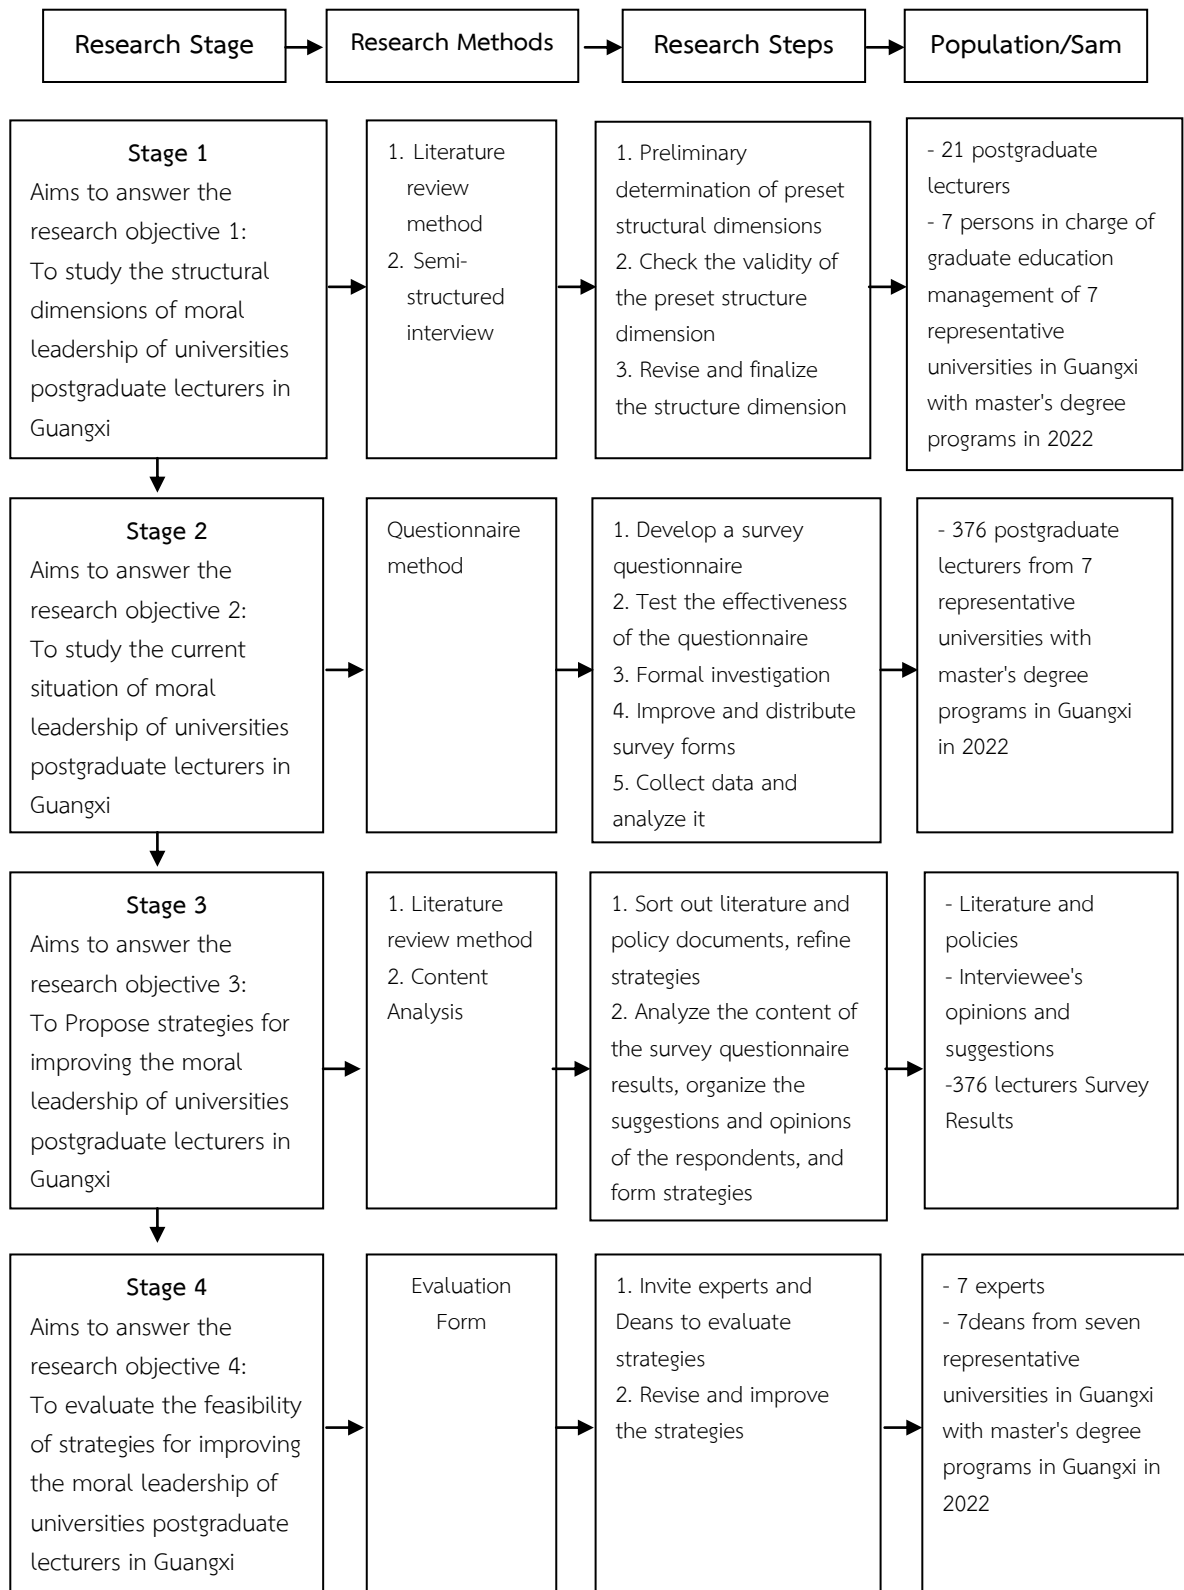 Research Stage
Research Methods
Research Steps
Population/Sam
Stage 1
Aims to answer the
research objective 1:
To study the structural
dimensions of moral
leadership of universities
postgraduate lecturers in
Guangxi
1. Literature
review
method
2. Semi-
structured
interview
1. Preliminary
determination of preset
structural dimensions
2. Check the validity of
the preset structure
dimension
3. Revise and finalize
the structure dimension
- 21 postgraduate
lecturers
- 7 persons in charge of
graduate education
management of 7
representative
universities in Guangxi
with master's degree
programs in 2022
Stage 2
Aims to answer the
research objective 2:
To study the current
situation of moral
leadership of universities
postgraduate lecturers in
Guangxi
Questionnaire
method
1. Develop a survey
questionnaire
2. Test the effectiveness
of the questionnaire
3. Formal investigation
4. Improve and distribute
survey forms
5. Collect data and
analyze it
- 376 postgraduate
lecturers from 7
representative
universities with
master's degree
programs in Guangxi
in 2022
Stage 3
Aims to answer the
research objective 3:
To Propose strategies for
improving the moral
leadership of universities
postgraduate lecturers in
Guangxi
1. Literature
review method
2. Content
Analysis
1. Sort out literature and
policy documents, refine
strategies
2. Analyze the content of
the survey questionnaire
results, organize the
suggestions and opinions
of the respondents, and
form strategies
- Literature and
policies
- Interviewee's
opinions and
suggestions
-376 lecturers Survey
Results
Stage 4
Aims to answer the
research objective 4:
To evaluate the feasibility
of strategies for improving
the moral leadership of
universities postgraduate
lecturers in Guangxi
Evaluation
Form
1. Invite experts and
Deans to evaluate
strategies
2. Revise and improve
the strategies
- 7 experts
- 7deans from seven
representative
universities in Guangxi
with master's degree
programs in Guangxi in
2022